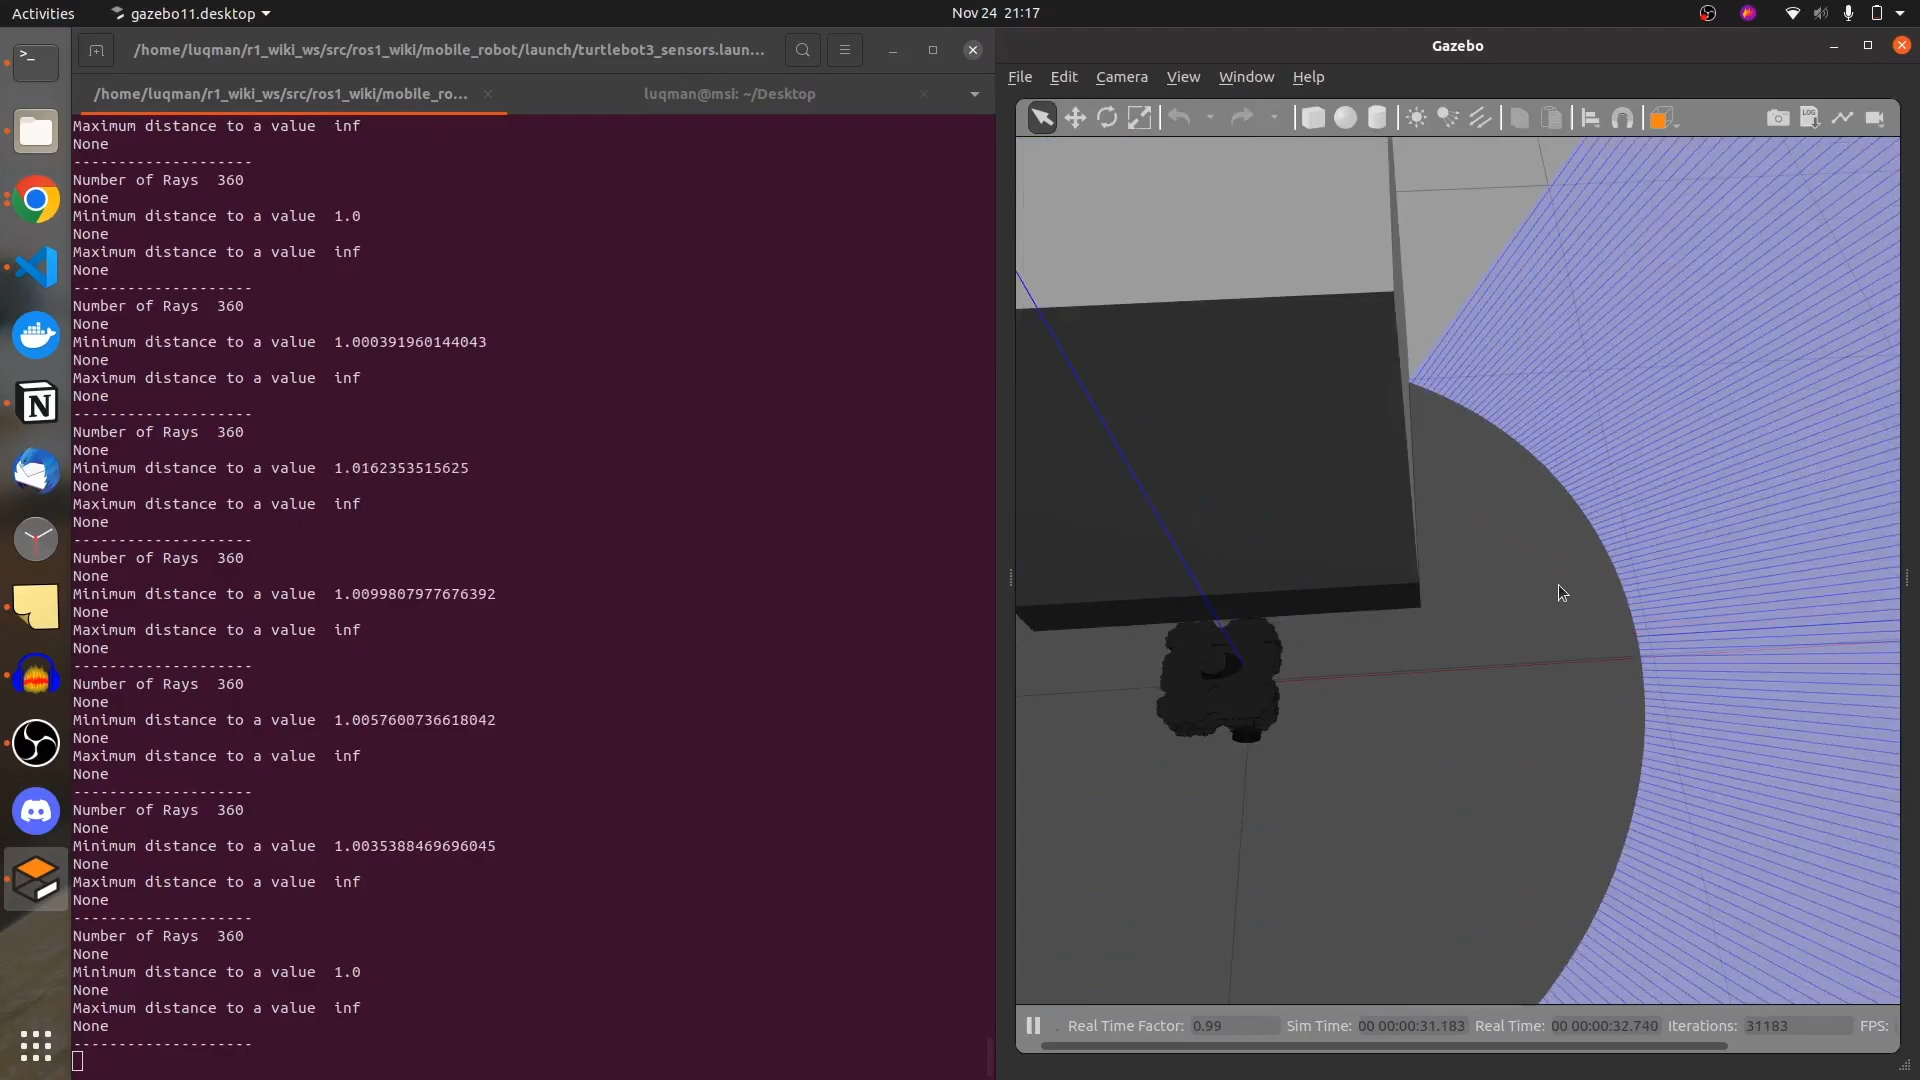 Activities
gazebo11.desktop
Nov 24 21:17
/home/luqman/r1_wiki_ws/src/ros1_wiki/mobile_robot/launch/turtlebot3_sensors.laun...
/home/luqman/r1_wiki_ws/src/ros1_wiki/mobile_ro...
luqman@msi: ~/Desktop
Maximum distance to a value  inf
None
--------------------
Number of Rays  360
None
Minimum distance to a value  1.0
None
Maximum distance to a value  inf
None
--------------------
Number of Rays  360
None
Minimum distance to a value  1.000391960144043
None
Maximum distance to a value  inf
None
--------------------
Number of Rays  360
None
Minimum distance to a value  1.0162353515625
None
Maximum distance to a value  inf
None
--------------------
Number of Rays  360
None
Minimum distance to a value  1.0099807977676392
None
Maximum distance to a value  inf
None
--------------------
Number of Rays  360
None
Minimum distance to a value  1.0057600736618042
None
Maximum distance to a value  inf
None
--------------------
Number of Rays  360
None
Minimum distance to a value  1.0035388469696045
None
Maximum distance to a value  inf
None
--------------------
Number of Rays  360
None
Minimum distance to a value  1.0
None
Maximum distance to a value  inf
None
--------------------
Gazebo
File Edit Camera View Window Help
LOG
Real Time Factor: 0.99 Sim Time: 00 00:00:31.183 Real Time: 00 00:00:32.740 Iterations: 31183 FPS: